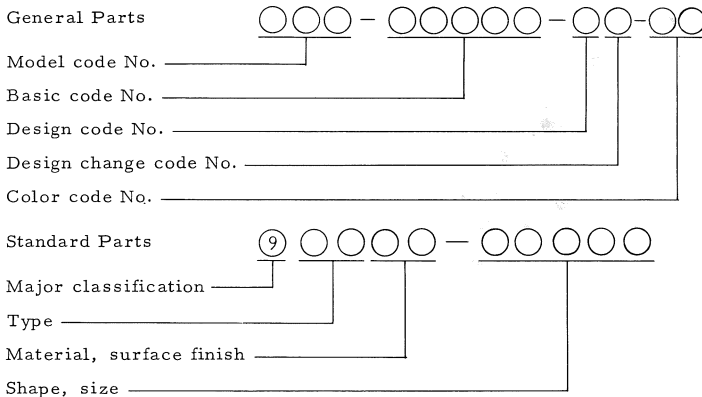 General Parts
Model code No.
Basic code No.
Design code No.
Design change code No.
Color code No.
Standard Parts 9
Major classification
Type
Material, surface finish
Shape, size